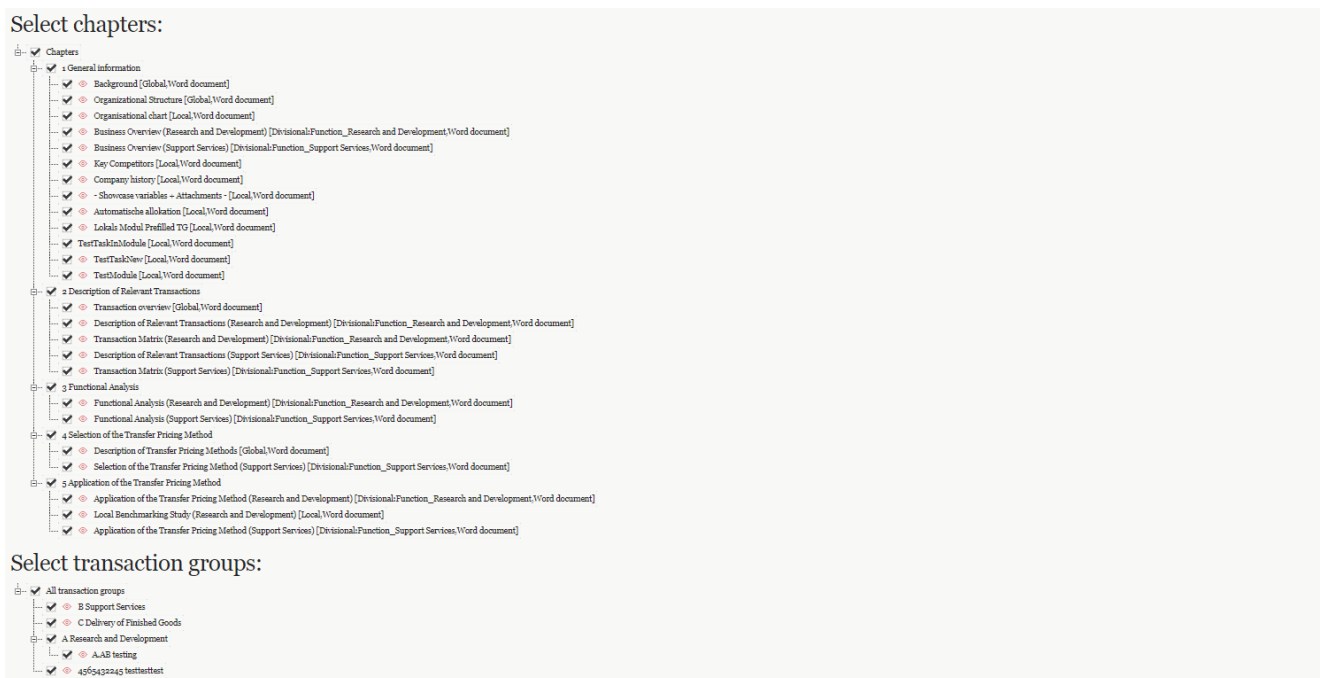 Select chapters:
Chapters
1 General information
Background [Global,Word document]
Organizational Structure [Global,Word document]
Organisational chart [Local,Word document]
Business Overview (Research and Development) [Divisional:Function_Research and Development,Word document]
Business Overview (Support Services) [Divisional:Function_Support Services,Word document]
Key Competitors [Local,Word document]
Company history [Local,Word document]
- Showcase variables + Attachments - [Local,Word document]
Automatische allokation [Local,Word document]
Lokals Modul Prefilled TG [Local,Word document]
TestTaskInModule [Local,Word document]
TestTaskNew [Local,Word document]
TestModule [Local,Word document]
2 Description of Relevant Transactions
Transaction overview [Global,Word document]
Description of Relevant Transactions (Research and Development) [Divisional:Function_Research and Development,Word document]
Transaction Matrix (Research and Development) [Divisional:Function_Research and Development,Word document]
Description of Relevant Transactions (Support Services) [Divisional:Function_Support Services,Word document]
Transaction Matrix (Support Services) [Divisional:Function_Support Services,Word document]
3 Functional Analysis
Functional Analysis (Research and Development) [Divisional:Function_Research and Development,Word document]
Functional Analysis (Support Services) [Divisional:Function_Support Services,Word document]
4 Selection of the Transfer Pricing Method
Description of Transfer Pricing Methods [Global,Word document]
Selection of the Transfer Pricing Method (Support Services) [Divisional:Function_Support Services,Word document]
5 Application of the Transfer Pricing Method
Application of the Transfer Pricing Method (Research and Development) [Divisional:Function_Research and Development,Word document]
Local Benchmarking Study (Research and Development) [Local,Word document]
Application of the Transfer Pricing Method (Support Services) [Divisional:Function_Support Services,Word document]
Select transaction groups:
All transaction groups
B Support Services
C Delivery of Finished Goods
A Research and Development
A.AB testing
4565432245 testtesttest